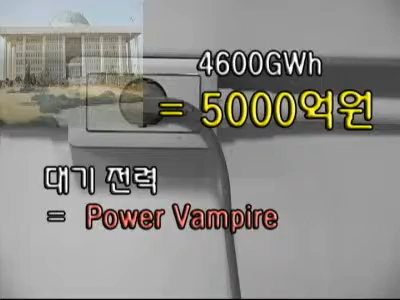 4600GWh
= 5000억원
대기 전력
= Power Vampire